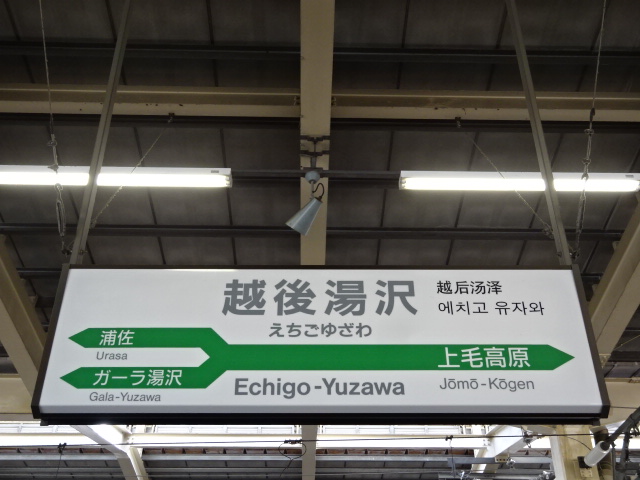 越後湯沢
越后汤泽
에치고 유자와
えちごゆざわ
浦佐
Urasa
ガーラ湯沢
Gala-Yuzawa
Echigo-Yuzawa
上毛高原
Jōmō-Kōgen